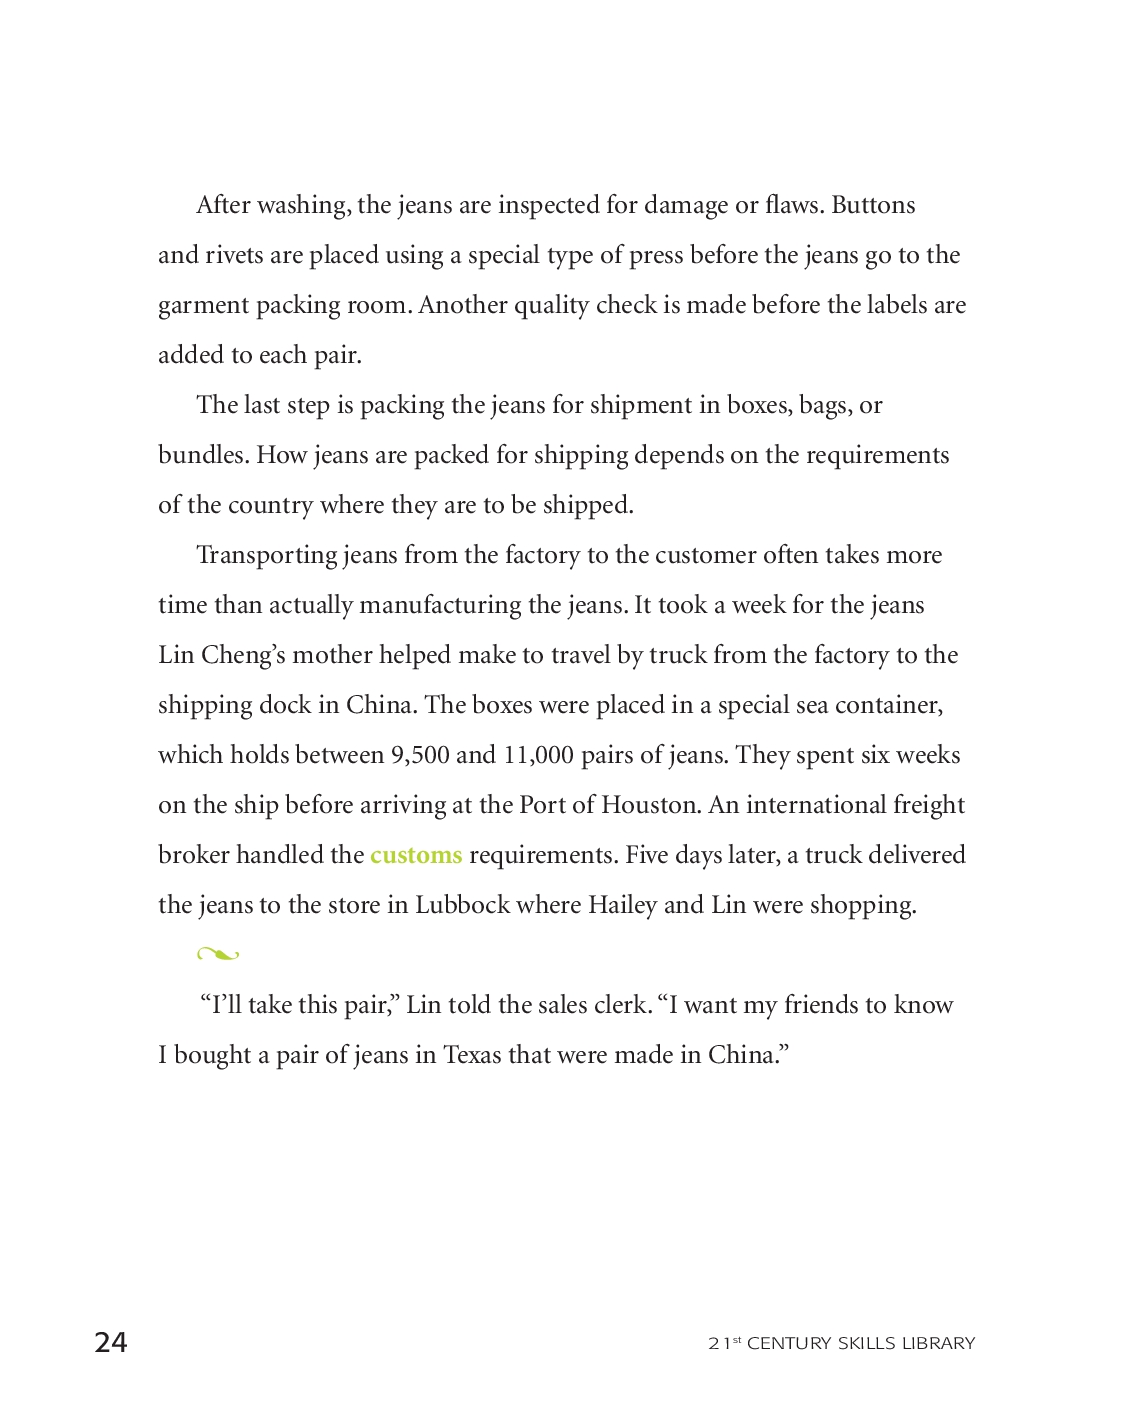 After washing, the jeans are inspected for damage or flaws. Buttons
and rivets are placed using a special type of press before the jeans go to the
garment packing room. Another quality check is made before the labels are
added to each pair.
The last step is packing the jeans for shipment in boxes, bags, or
bundles. How jeans are packed for shipping depends on the requirements
of the country where they are to be shipped.
Transporting jeans from the factory to the customer often takes more
time than actually manufacturing the jeans. It took a week for the jeans
Lin Cheng’s mother helped make to travel by truck from the factory to the
shipping dock in China. The boxes were placed in a special sea container,
which holds between 9,500 and 11,000 pairs of jeans. They spent six weeks
on the ship before arriving at the Port of Houston. An international freight
broker handled the customs requirements. Five days later, a truck delivered
the jeans to the store in Lubbock where Hailey and Lin were shopping.
“I’ll take this pair,” Lin told the sales clerk. “I want my friends to know
I bought a pair of jeans in Texas that were made in China.”
24
21st CENTURY SKILLS LIBRARY